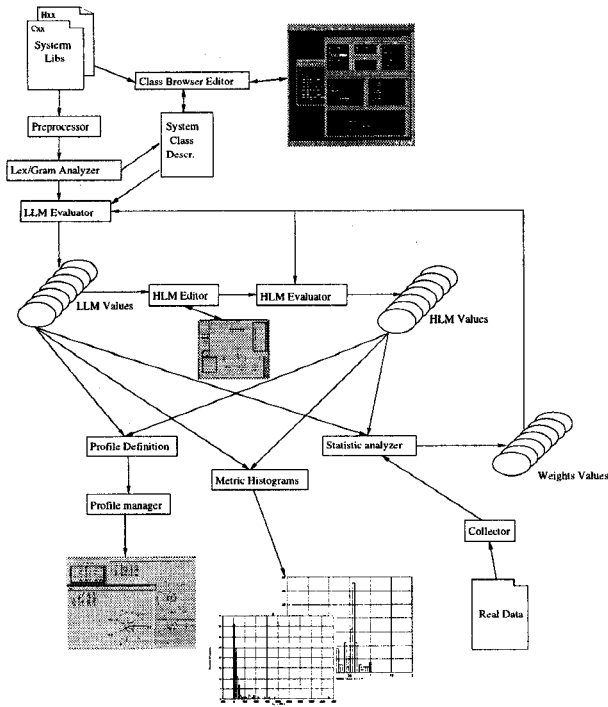 Hxx
Cxx
Systerm
Libs
Class Browser Editor
Preprocessor
System
Class
Descr.
Lex/Gram Analyzer
LLM Evaluator
LLM Values
HLM Editor
HLM Evaluator
HLM Values
Profile Definition
Statistic analyzer
Metric Histograms
Weights Values
Profile manager
Collector
Real Data